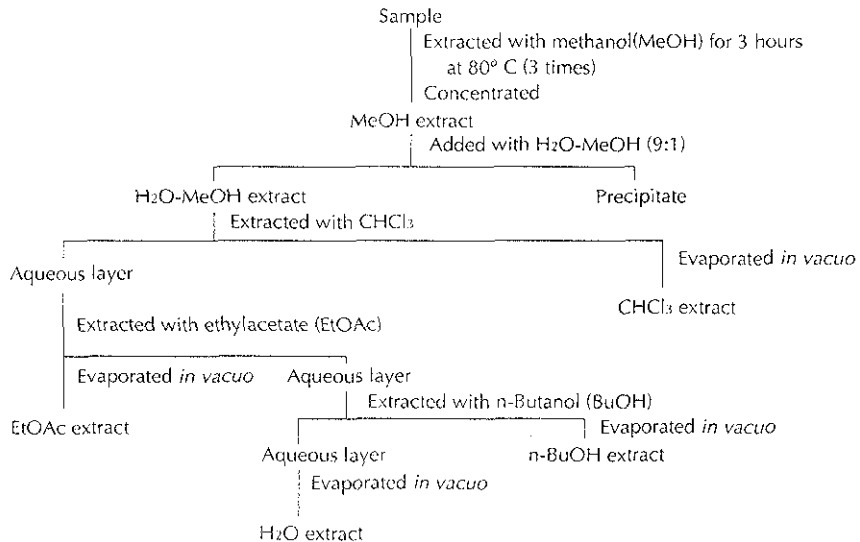 Sample
Extracted with methanol(MeOH) for 3 hours
at 80° C (3 times)
Concentrated
MeOH extract
Added with H₂O-MeOH (9:1)
H₂O-MeOH extract
Precipitate
Extracted with CHCl₃
Aqueous layer
Evaporated in vacuo
CHCl₃ extract
Extracted with ethylacetate (EtOAc)
Evaporated in vacuo
Aqueous layer
Extracted with n-Butanol (BuOH)
EtOAc extract
Evaporated in vacuo
Aqueous layer
n-BuOH extract
Evaporated in vacuo
H₂O extract